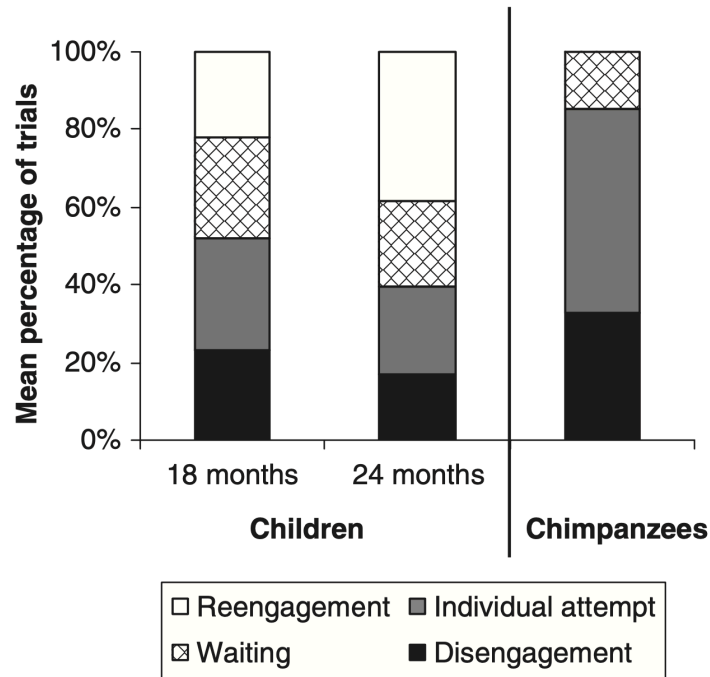 Mean percentage of trials
100%
80%
60%
40%
20%
0%
18 months
24 months
Children
Chimpanzees
Reengagement
Individual attempt
Waiting
Disengagement